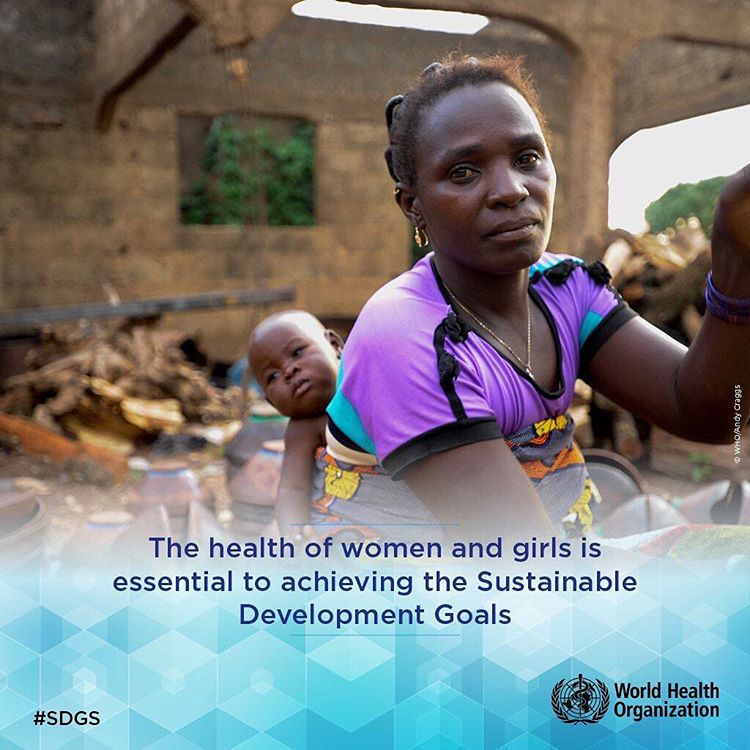 © WHO/Andy Craggs
The health of women and girls is
essential to achieving the Sustainable
Development Goals
#SDGS
World Health
Organization